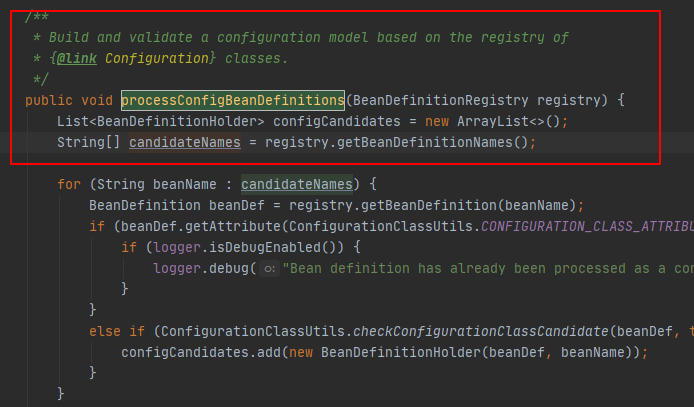 /**
* Build and validate a configuration model based on the registry of
* {@link Configuration} classes.
*/
public void processConfigBeanDefinitions(BeanDefinitionRegistry registry) {
List<BeanDefinitionHolder> configCandidates = new ArrayList<>();
String[] candidateNames = registry.getBeanDefinitionNames();
for (String beanName : candidateNames) {
BeanDefinition beanDef = registry.getBeanDefinition(beanName);
if (beanDef.getAttribute(ConfigurationClassUtils.CONFIGURATION_CLASS_ATTRIBU
if (logger.isDebugEnabled()) {
logger.debug( o: "Bean definition has already been processed as a con
}
}
else if (ConfigurationClassUtils.checkConfigurationClassCandidate(beanDef, t
configCandidates.add(new BeanDefinitionHolder(beanDef, beanName));
}
}